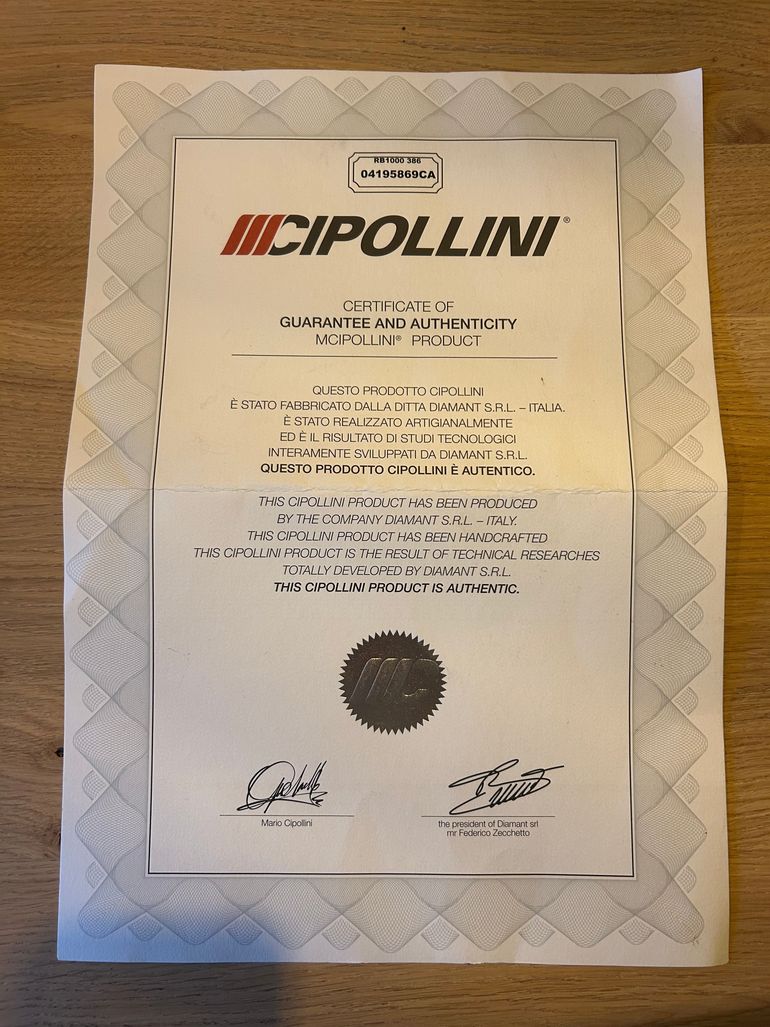 RB1000 386
04195869CA
MCIPOLLINI®
CERTIFICATE OF
GUARANTEE AND AUTHENTICITY
MCIPOLLINI® PRODUCT
QUESTO PRODOTTO CIPOLLINI
È STATO FABBRICATO DALLA DITTA DIAMANT S.R.L. – ITALIA.
È STATO REALIZZATO ARTIGIANALMENTE
ED È IL RISULTATO DI STUDI TECNOLOGICI
INTERAMENTE SVILUPPATI DA DIAMANT S.R.L.
QUESTO PRODOTTO CIPOLLINI È AUTENTICO.
THIS CIPOLLINI PRODUCT HAS BEEN PRODUCED
BY THE COMPANY DIAMANT S.R.L. – ITALY.
THIS CIPOLLINI PRODUCT HAS BEEN HANDCRAFTED
THIS CIPOLLINI PRODUCT IS THE RESULT OF TECHNICAL RESEARCHES
TOTALLY DEVELOPED BY DIAMANT S.R.L.
THIS CIPOLLINI PRODUCT IS AUTHENTIC.
MC
Mario Cipollini
the president of Diamant srl
mr Federico Zecchetto